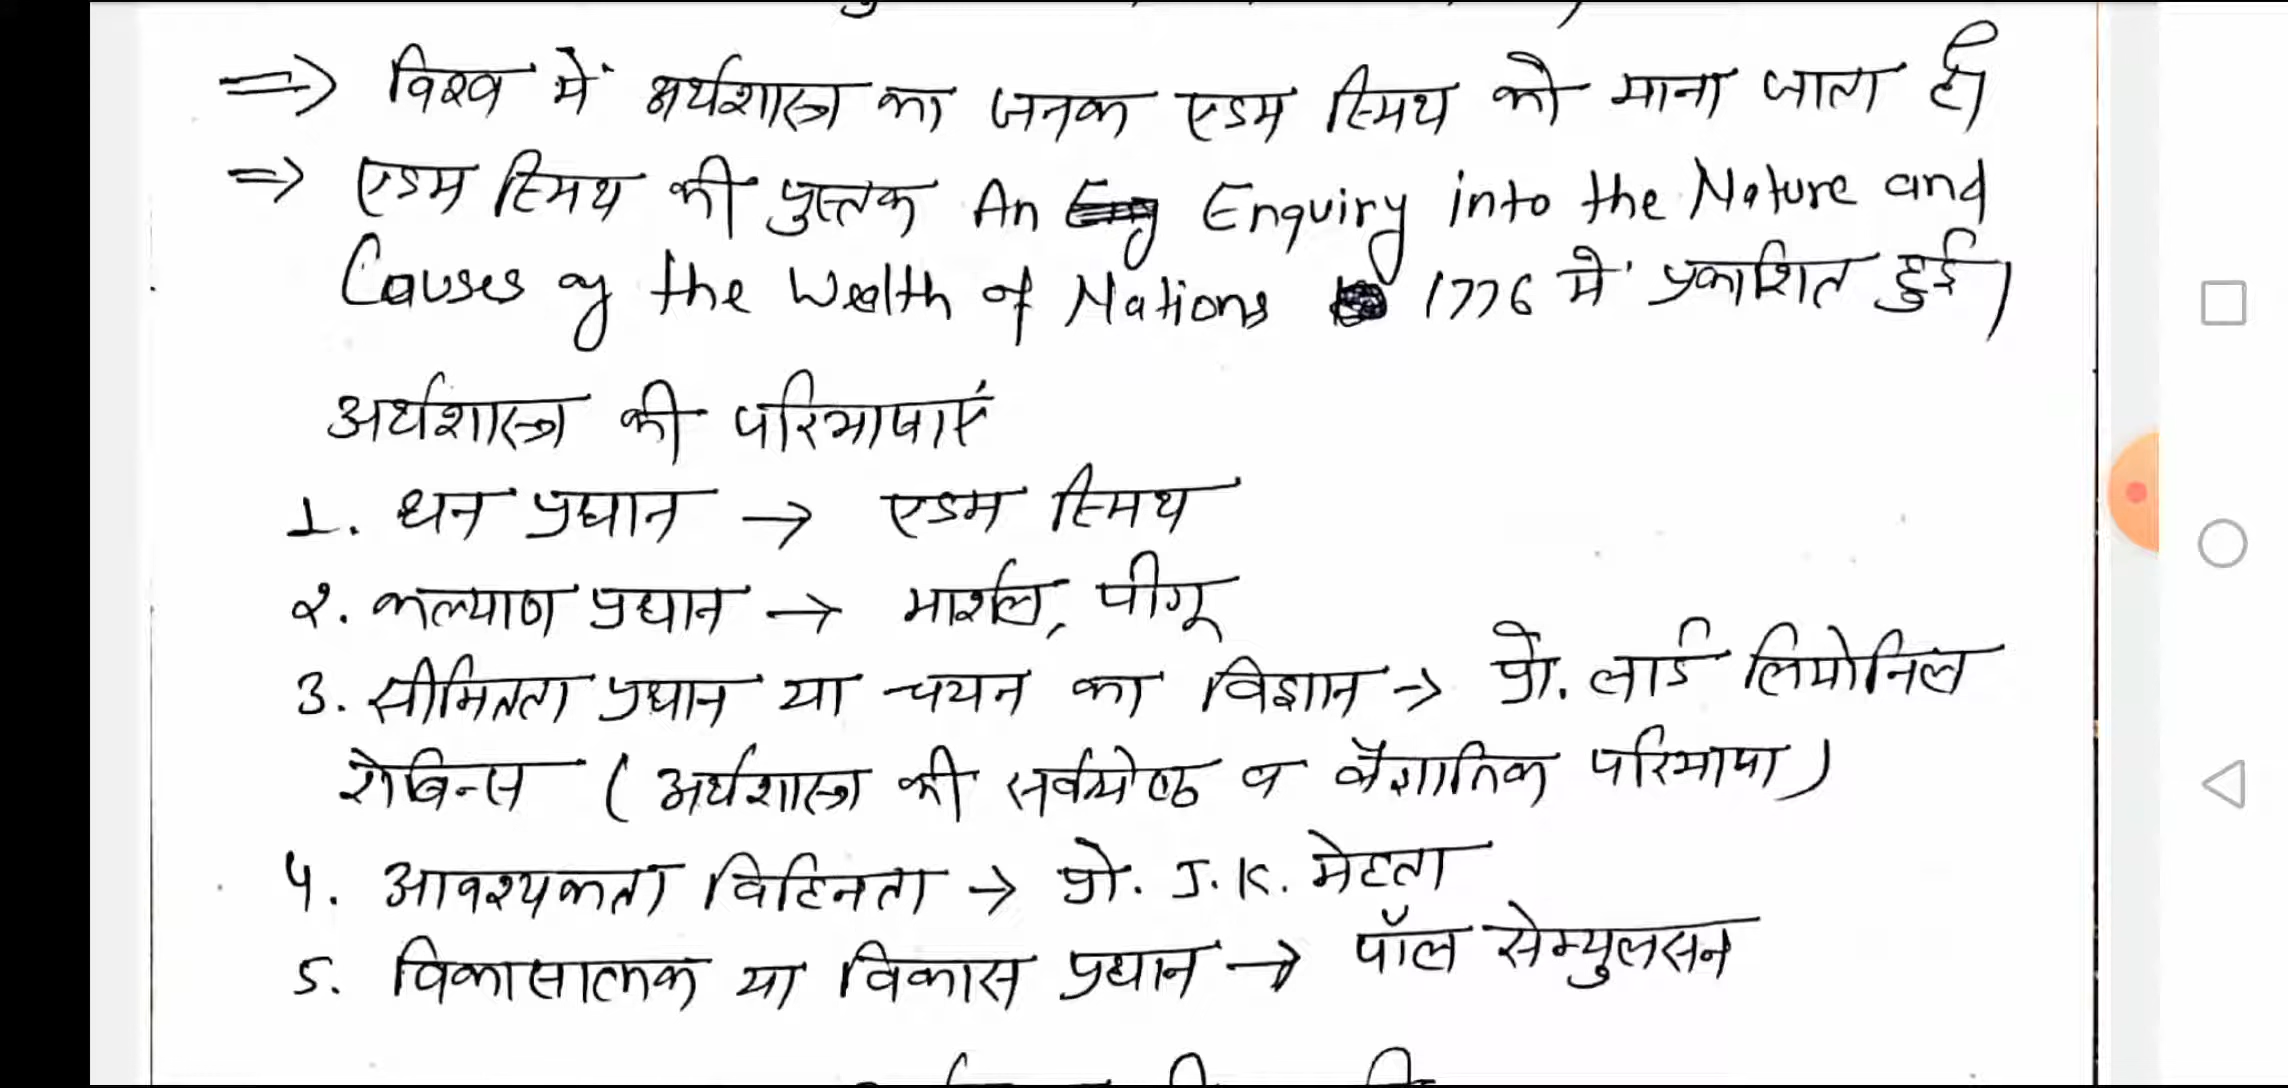 => विश्व में अर्थशास्त्र का जनक एडम स्मिथ को माना जाता है।
=> एडम स्मिथ की पुस्तक An Enquiry into the Nature and
Causes of the Wealth of Nations 1776 में प्रकाशित हुई।
अर्थशास्त्र की परिभाषाएं
1. धन प्रधान → एडम स्मिथ
2. कल्याण प्रधान → मार्शल, पीगू
3. सीमितता प्रधान या चयन का विज्ञान → प्रो. लार्ड लियोनिल
रोबिन्स (अर्थशास्त्र की सर्वश्रेष्ठ व वैज्ञानिक परिभाषा)
4. आवश्यकता विहिनता → प्रो. J.K. मेहता
5. विकासात्मक या विकास प्रधान → पॉल सेम्युलसन